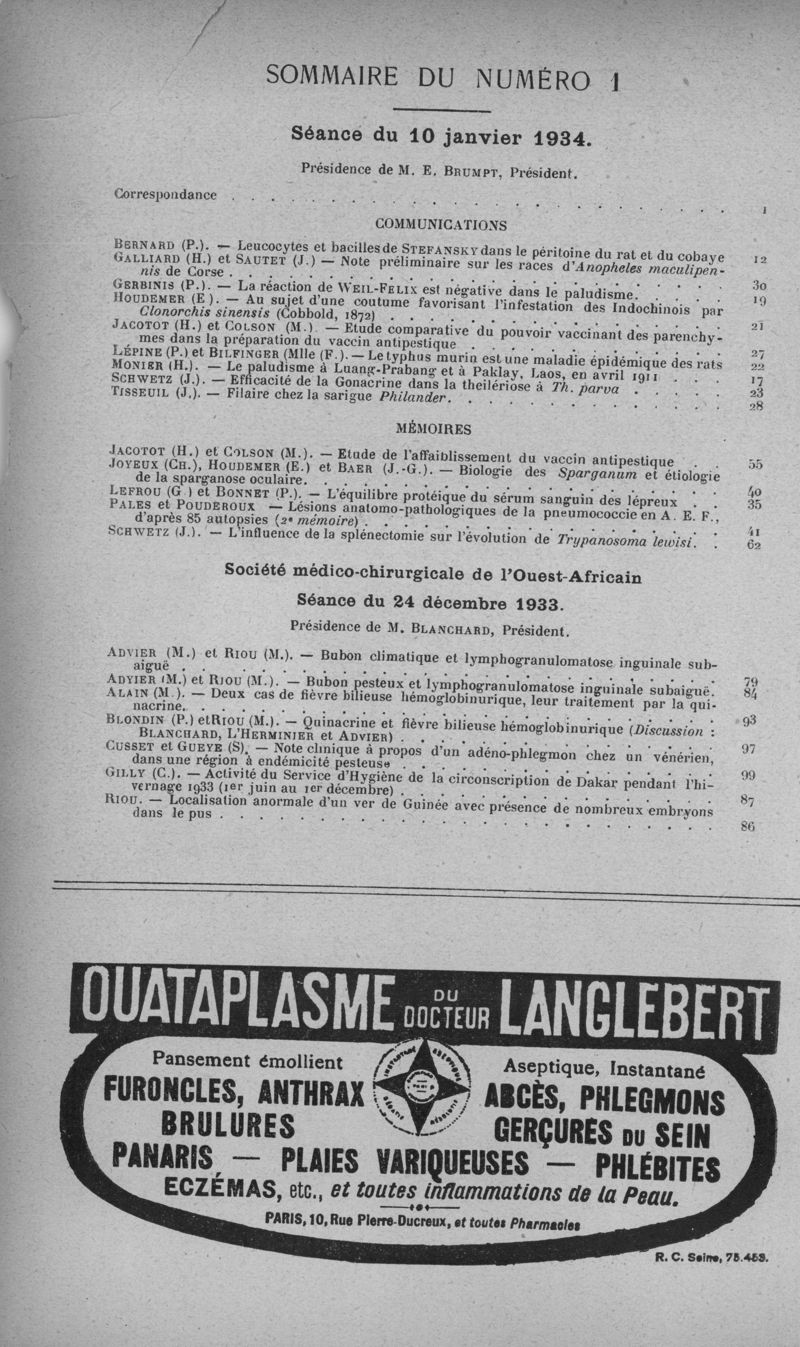 SOMMAIRE DU NUMÉRO 1
Séance du 10 janvier 1934.
Présidence de M. E. BRUMPT, Président.
Correspondance . . . . . . . . . . . . . . . . . . . . . 1
COMMUNICATIONS
BERNARD (P.). — Leucocytes et bacilles de STEFANSKY dans le péritoine du rat et du cobaye 12
GALLIARD (H.) et SAUTET (J.) — Note préliminaire sur les races d'Anopheles maculipen-
nis de Corse . . . . . . . . . . . . . . . . . . 30
GERBINIS (P.). — La réaction de WEIL-FELIX est négative dans le paludisme. . . . . 19
HOUDEMER (E). — Au sujet d'une coutume favorisant l'infestation des Indochinois par
Clonorchis sinensis (Cobbold, 1872) . . . . . . . . . . . . 21
JACOTOT (H.) et COLSON (M.) — Etude comparative du pouvoir vaccinant des parenchy-
mes dans la préparation du vaccin antipestique . . . . . . . . . 27
LÉPINE (P.) et BILFINGER (Mlle (F.). — Le typhus murin est une maladie épidémique des rats 22
MONIER (H.). — Le paludisme à Luang-Prabang et à Paklay, Laos, en avril 1911 . . . 17
SCHWETZ (J.). — Efficacité de la Gonacrine dans la theilériose à Th. parva . . . . . 23
TISSEUIL (J.). — Filaire chez la sarigue Philander. . . . . . . . . . . 28
MÉMOIRES
JACOTOT (H.) et COLSON (M.). — Etude de l'affaiblissement du vaccin antipestique . . 55
JOYEUX (CH.), HOUDEMER (E.) et BAER (J.-G.). — Biologie des Sparganum et étiologie
de la sparganose oculaire. . . . . . . . . . . . . . . . 40
LEFROU (G ) et BONNET (P.). — L'équilibre protéique du sérum sanguin des lépreux . . 35
PALES et POUDEROUX — Lésions anatomo-pathologiques de la pneumococcie en A. E. F.,
d'après 85 autopsies (2e mémoire) . . . . . . . . . . . . . 41
SCHWETZ (J.). — L'influence de la splénectomie sur l'évolution de Trypanosoma lewisi. . 62
Société médico-chirurgicale de l'Ouest-Africain
Séance du 24 décembre 1933.
Présidence de M. BLANCHARD, Président.
ADVIER (M.) et RIOU (M.). — Bubon climatique et lymphogranulomatose inguinale sub-
aiguë . . . . . . . . . . . . . . . . . . . . 79
ADVIER (M.) et RIOU (M.). — Bubon pesteux et lymphogranulomatose inguinale subaiguë. 84
ALAIN (M ). — Deux cas de fièvre bilieuse hémoglobinurique, leur traitement par la qui-
nacrine. . . . . . . . . . . . . . . . . . . . 93
BLONDIN (P.) et RIOU (M.). — Quinacrine et fièvre bilieuse hémoglobinurique (Discussion :
BLANCHARD, L'HERMINIER et ADVIER) . . . . . . . . . . . . 97
CUSSET et GUEYE (S). — Note clinique à propos d'un adéno-phlegmon chez un vénérien,
dans une région à endémicité pesteuse . . . . . . . . . . . . 99
GILLY (C.). — Activité du Service d'Hygiène de la circonscription de Dakar pendant l'hi-
vernage 1933 (1er juin au 1er décembre) . . . . . . . . . . . 87
RIOU. — Localisation anormale d'un ver de Guinée avec présence de nombreux embryons
dans le pus . . . . . . . . . . . . . . . . . . 86
OUATAPLASME DU DOCTEUR LANGLEBERT
Pansement émollient Aseptique, Instantané
FURONCLES, ANTHRAX ABCÈS, PHLEGMONS
BRULURES GERÇURES DU SEIN
PANARIS, — PLAIES VARIQUEUSES — PHLÉBITES
ECZÉMAS, etc., et toutes inflammations de la Peau.
PARIS, 10, Rue Pierre-Ducreux, et toutes Pharmacies
R. C. Seine, 75.453.